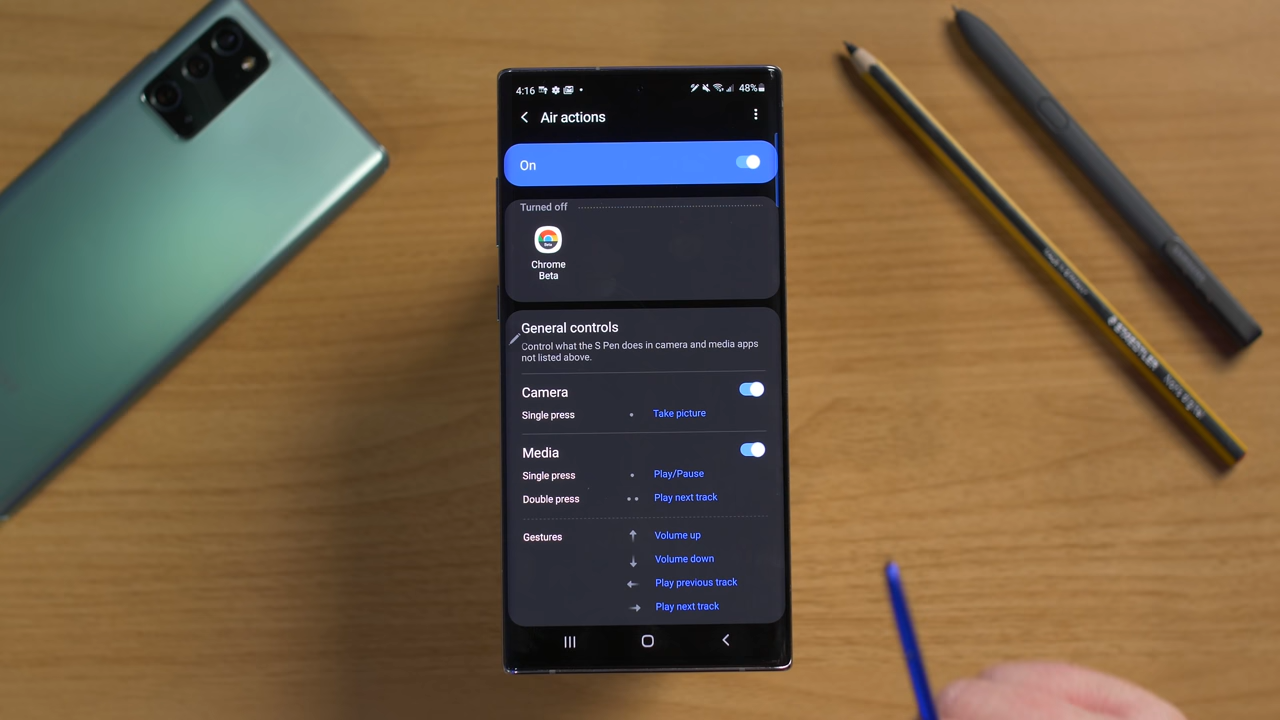 4:16
48%
Air actions
On
Turned off
Beta
Chrome
Beta
General controls
Control what the S Pen does in camera and media apps
not listed above.
Camera
Single press
Take picture
Media
Single press
Play/Pause
Double press
Play next track
Gestures
Volume up
Volume down
Play previous track
Play next track
STAEDTLER